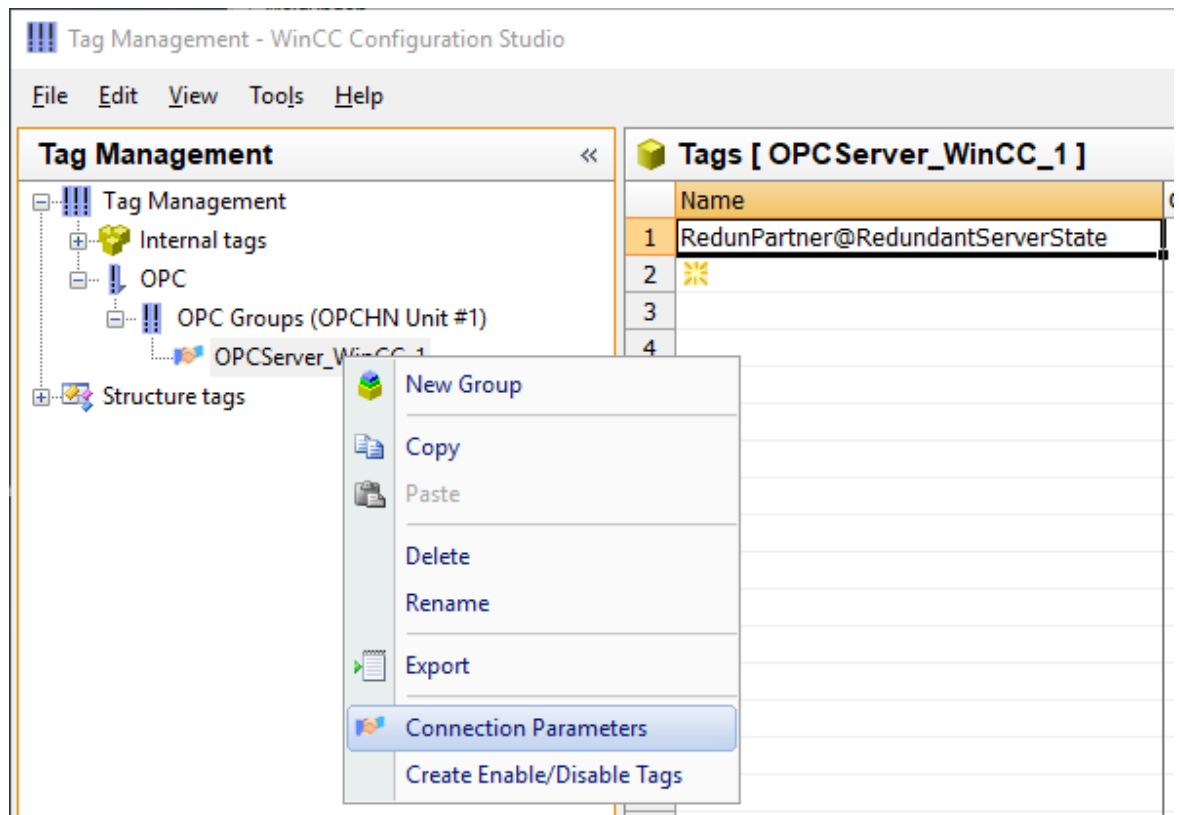 Tag Management - WinCC Configuration Studio
File Edit View Tools Help
Tag Management «
Tags [ OPCServer_WinCC_1 ]
Tag Management
Internal tags
OPC
OPC Groups (OPCHN Unit #1)
OPCServer_WinCC_1
Structure tags
Name
1 RedunPartner@RedundantServerState
2
3
4
New Group
Copy
Paste
Delete
Rename
Export
Connection Parameters
Create Enable/Disable Tags